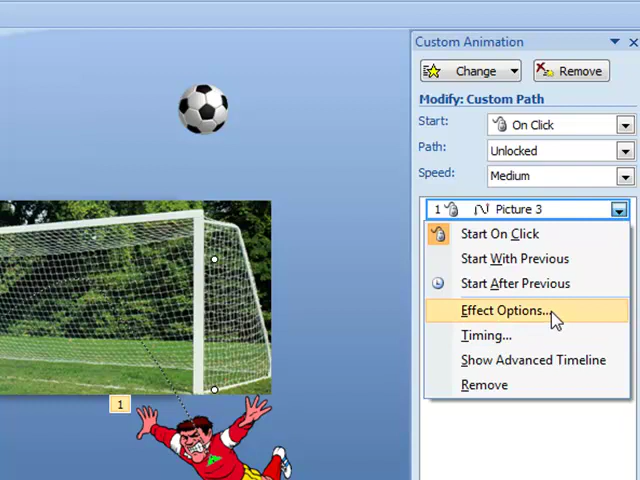 Custom Animation
Change
Remove
Modify: Custom Path
Start:
On Click
Path:
Unlocked
Speed:
Medium
1 Picture 3
Start On Click
Start With Previous
Start After Previous
Effect Options...
Timing...
Show Advanced Timeline
Remove
1